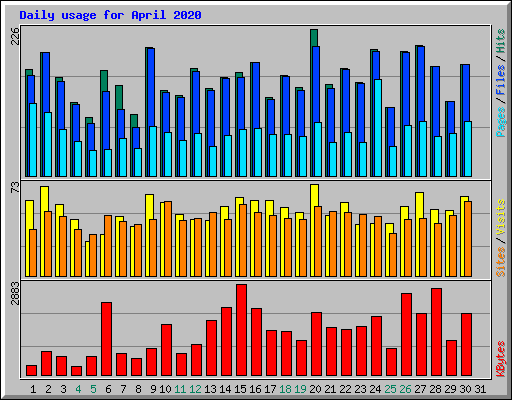 Daily usage for April 2020
226
Pages / Files / Hits
73
Sites / Visits
2883
KBytes
1 2 3 4 5 6 7 8 9 10 11 12 13 14 15 16 17 18 19 20 21 22 23 24 25 26 27 28 29 30 31